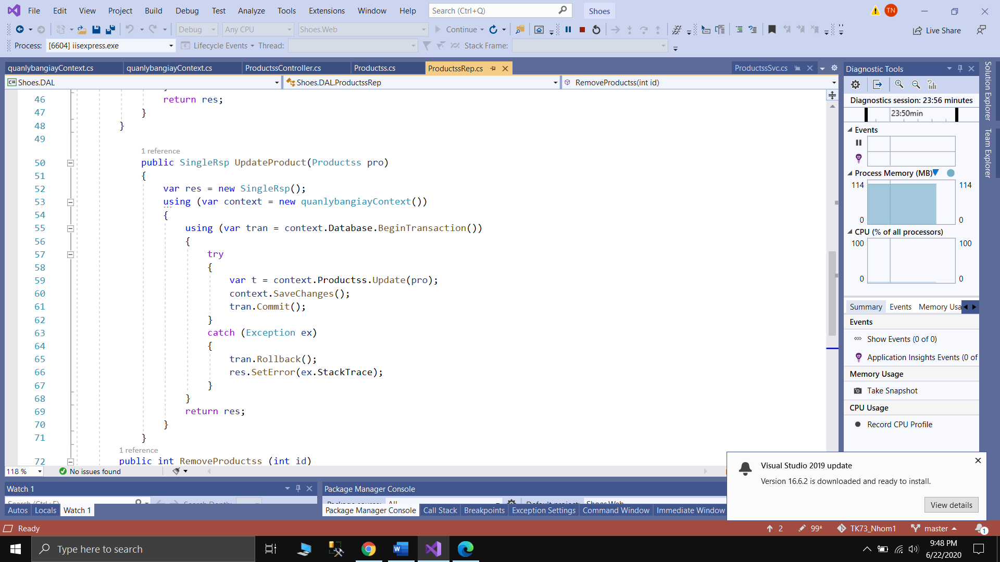 File Edit View Project Build Debug Test Analyze Tools Extensions Window Help Search (Ctrl+Q) Shoes TN
Debug Any CPU Shoes.Web Continue Live Share
Process: [6604] iisexpress.exe Lifecycle Events Thread: Stack Frame:
quanlybangiayContext.cs quanlybangiayContext.cs ProductssController.cs Productss.cs ProductssRep.cs ProductssSvc.cs
Shoes.DAL Shoes.DAL.ProductssRep RemoveProductss(int id)
46 return res;
47 }
48 }
49
1 reference
50 public SingleRsp UpdateProduct(Productss pro)
51 {
52 var res = new SingleRsp();
53 using (var context = new quanlybangiayContext())
54 {
55 using (var tran = context.Database.BeginTransaction())
56 {
57 try
58 {
59 var t = context.Productss.Update(pro);
60 context.SaveChanges();
61 tran.Commit();
62 }
63 catch (Exception ex)
64 {
65 tran.Rollback();
66 res.SetError(ex.StackTrace);
67 }
68 }
69 return res;
70 }
71 }
1 reference
72 public int RemoveProductss (int id)
118 % No issues found
Diagnostic Tools
Diagnostics session: 23:56 minutes
23:50min
Events
Process Memory (MB)
114 114
0 0
CPU (% of all processors)
100 100
0 0
Summary Events Memory Usa
Events
Show Events (0 of 0)
Application Insights Events (0 of
Memory Usage
Take Snapshot
CPU Usage
Record CPU Profile
Solution Explorer
Team Explorer
Visual Studio 2019 update
Version 16.6.2 is downloaded and ready to install.
View details
Watch 1
Search (Ctrl+E) Search Depth:
Autos Locals Watch 1
Package Manager Console
Package source: All Default project: Shoes.Web
Package Manager Console Call Stack Breakpoints Exception Settings Command Window Immediate Window
Ready 2 99* TK73_Nhom1 master 1
Type here to search
9:48 PM
6/22/2020